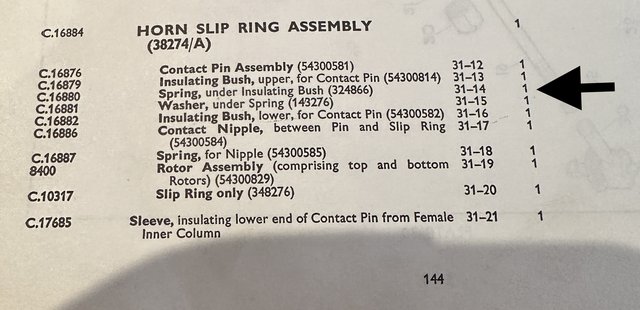 C.16884 HORN SLIP RING ASSEMBLY 1
(38274/A)
C.16876 Contact Pin Assembly (54300581) 31–12 1
C.16879 Insulating Bush, upper, for Contact Pin (54300814) 31–13 1
C.16880 Spring, under Insulating Bush (324866) 31–14 1
C.16881 Washer, under Spring (143276) 31–15 1
C.16882 Insulating Bush, lower, for Contact Pin (54300582) 31–16 1
C.16886 Contact Nipple, between Pin and Slip Ring 31–17 1
(54300584)
C.16887 Spring, for Nipple (54300585) 31–18 1
8400 Rotor Assembly (comprising top and bottom 31–19 1
Rotors) (54300829)
C.10317 Slip Ring only (348276) 31–20 1
C.17685 Sleeve, insulating lower end of Contact Pin from Female 31–21 1
Inner Column
144